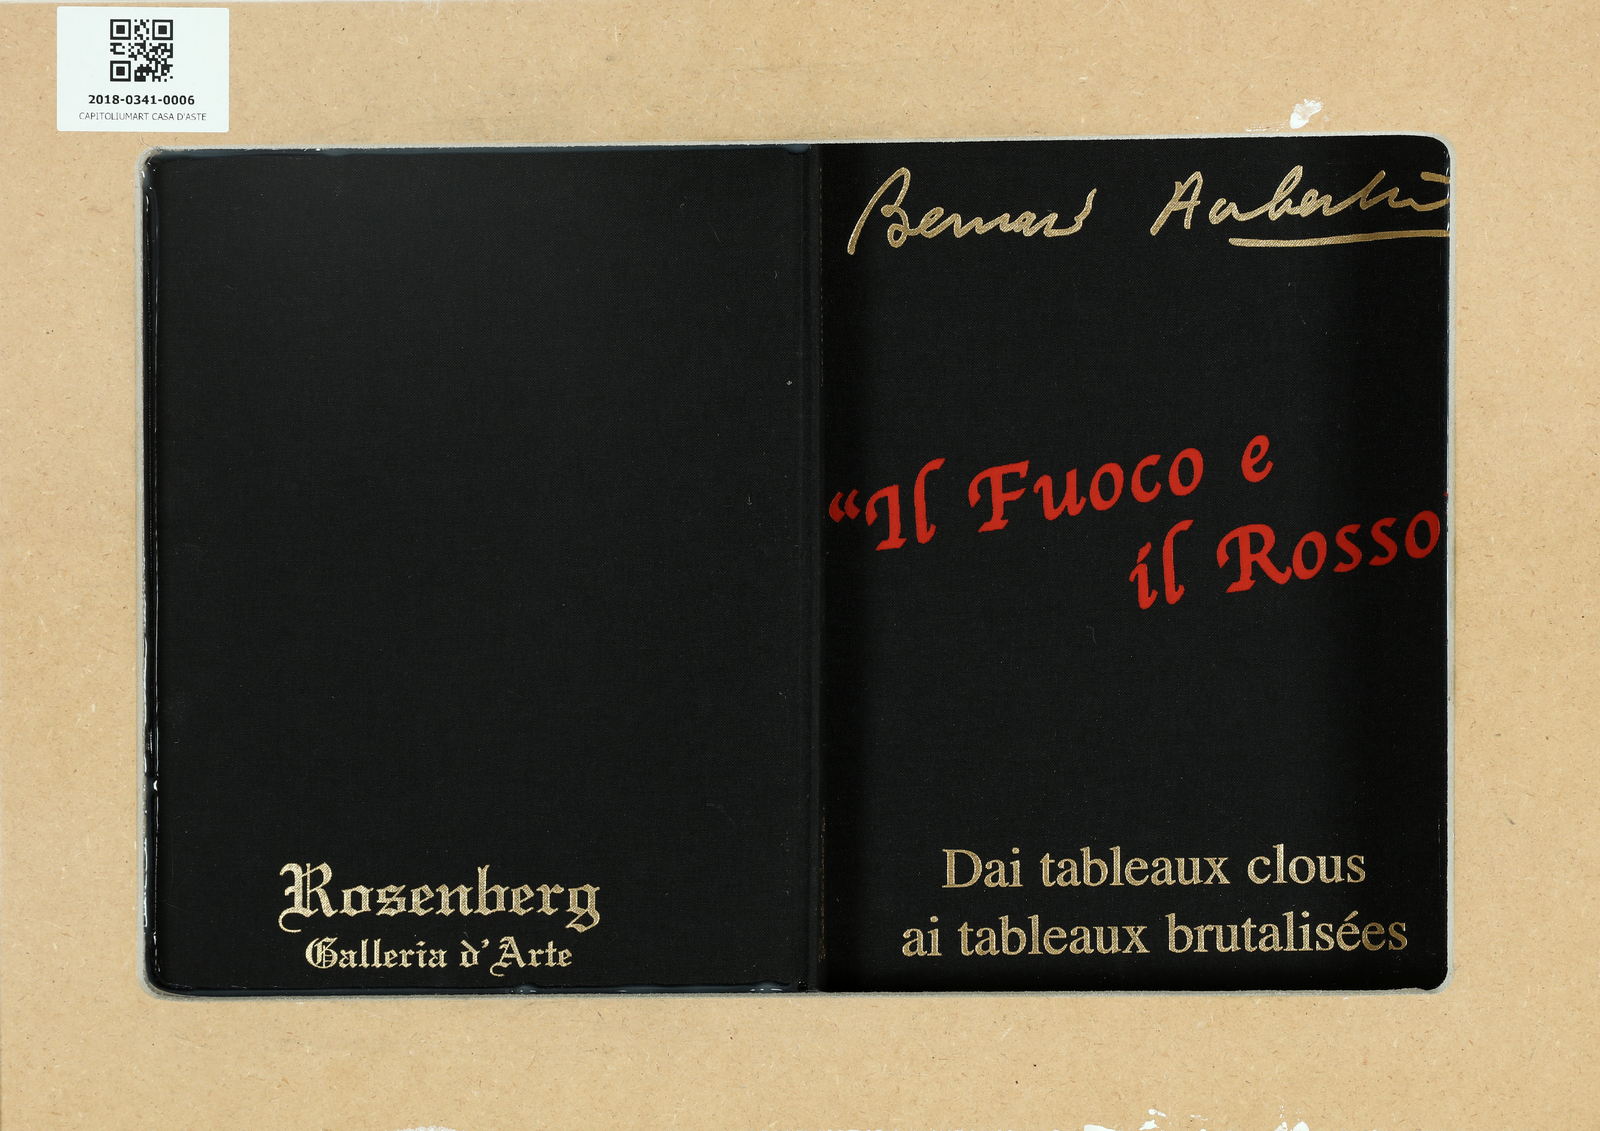 2018-0341-0006
CAPITOLIUMART CASA D'ASTE
Bernard Aubertin
“Il Fuoco e
il Rosso
Dai tableaux clous
ai tableaux brutalisées
Rosenberg
Galleria d'Arte